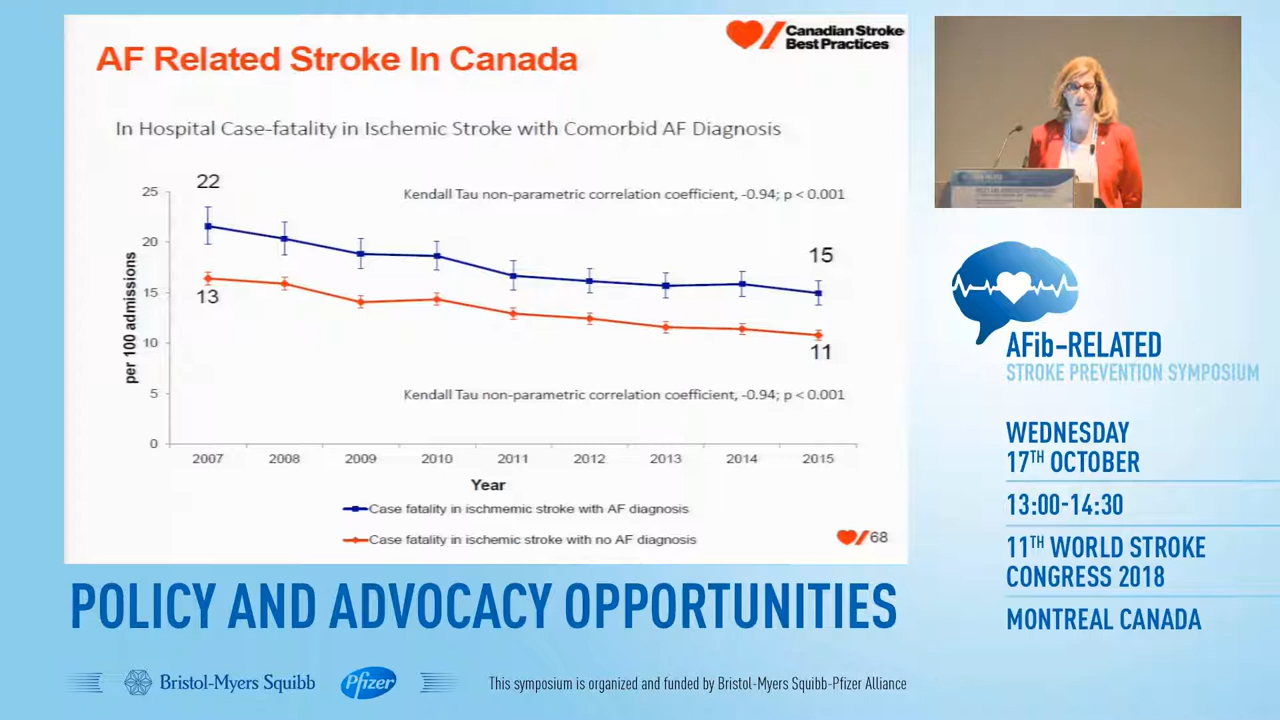 AF Related Stroke In Canada
Canadian Stroke
Best Practices
In Hospital Case-fatality in Ischemic Stroke with Comorbid AF Diagnosis
22
Kendall Tau non-parametric correlation coefficient, -0.94; p < 0.001
25
20
15
10
5
0
per 100 admissions
13
15
11
Kendall Tau non-parametric correlation coefficient, -0.94; p < 0.001
2007 2008 2009 2010 2011 2012 2013 2014 2015
Year
Case fatality in ischmemic stroke with AF diagnosis
Case fatality in ischemic stroke with no AF diagnosis
68
AFib-RELATED
STROKE PREVENTION SYMPOSIUM
WEDNESDAY
17TH OCTOBER
13:00-14:30
11TH WORLD STROKE
CONGRESS 2018
MONTREAL CANADA
POLICY AND ADVOCACY OPPORTUNITIES
Bristol-Myers Squibb
Pfizer
This symposium is organized and funded by Bristol-Myers Squibb-Pfizer Alliance